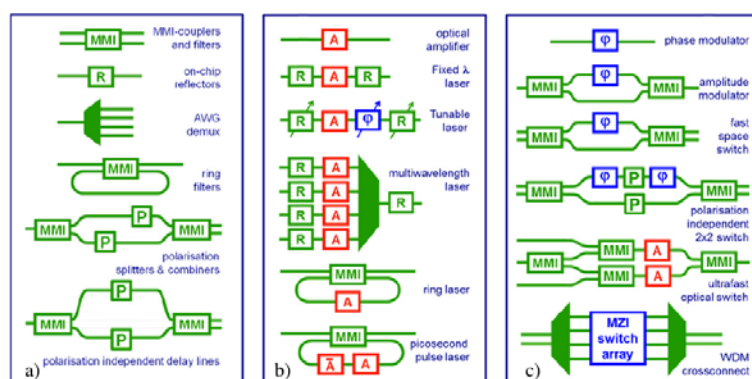 MMI
MMI-couplers
and filters
R
on-chip
reflectors
AWG
demux
MMI
ring
filters
MMI P P MMI
polarisation
splitters & combiners
MMI P P MMI
polarisation independent delay lines
a)
A
optical
amplifier
R A R
Fixed λ
laser
R A φ R
Tunable
laser
R A
R A
R A
R A
R
multiwavelength
laser
MMI
A
ring laser
MMI
A̅ A
picosecond
pulse laser
b)
φ
phase modulator
MMI φ MMI
amplitude
modulator
MMI φ MMI
fast
space
switch
MMI φ P φ P MMI
polarisation
independent
2x2 switch
MMI MMI A
MMI A MMI
ultrafast
optical switch
MZI
switch
array
WDM
crossconnect
c)